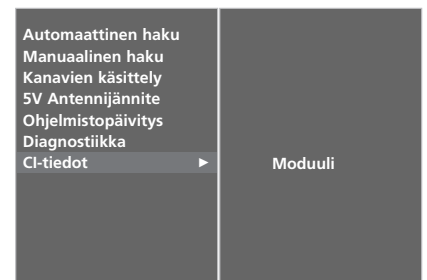 Automaattinen haku
Manuaalinen haku
Kanavien käsittely
5V Antennijännite
Ohjelmistopäivitys
Diagnostiikka
CI-tiedot ►
Moduuli